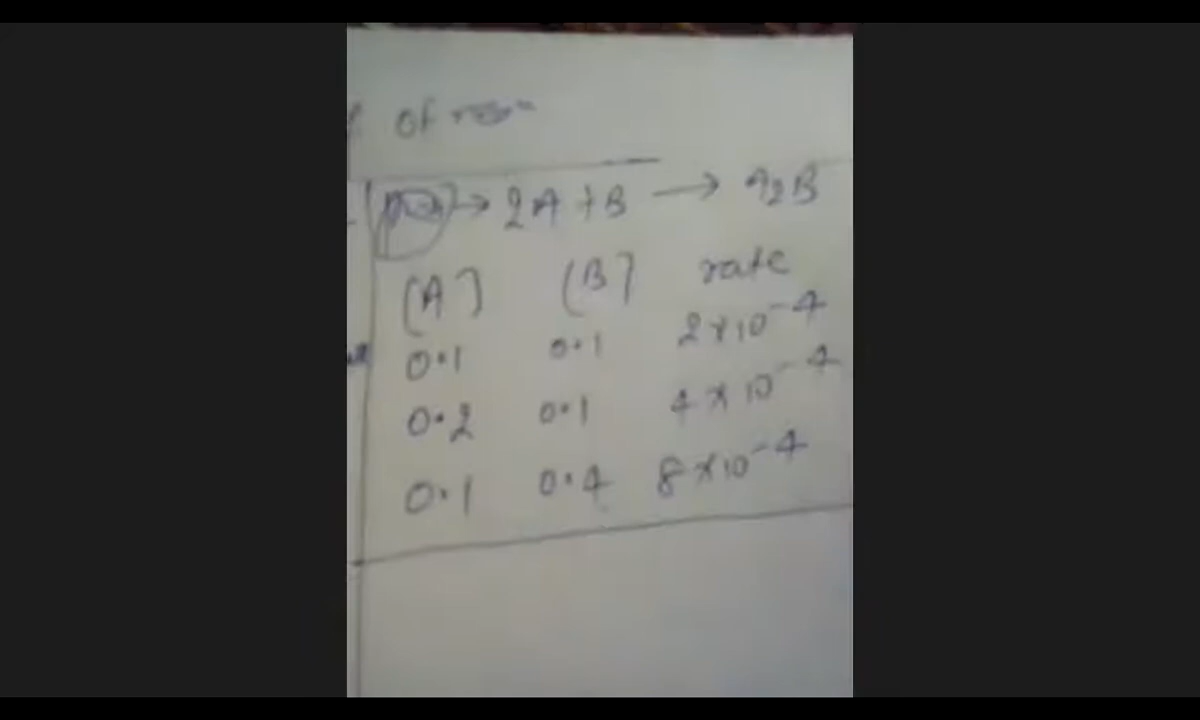 of
→ 2A + B → A₂B
[A] [B] rate
0.1 0.1 2×10⁻⁴
0.2 0.1 4×10⁻⁴
0.1 0.4 8×10⁻⁴